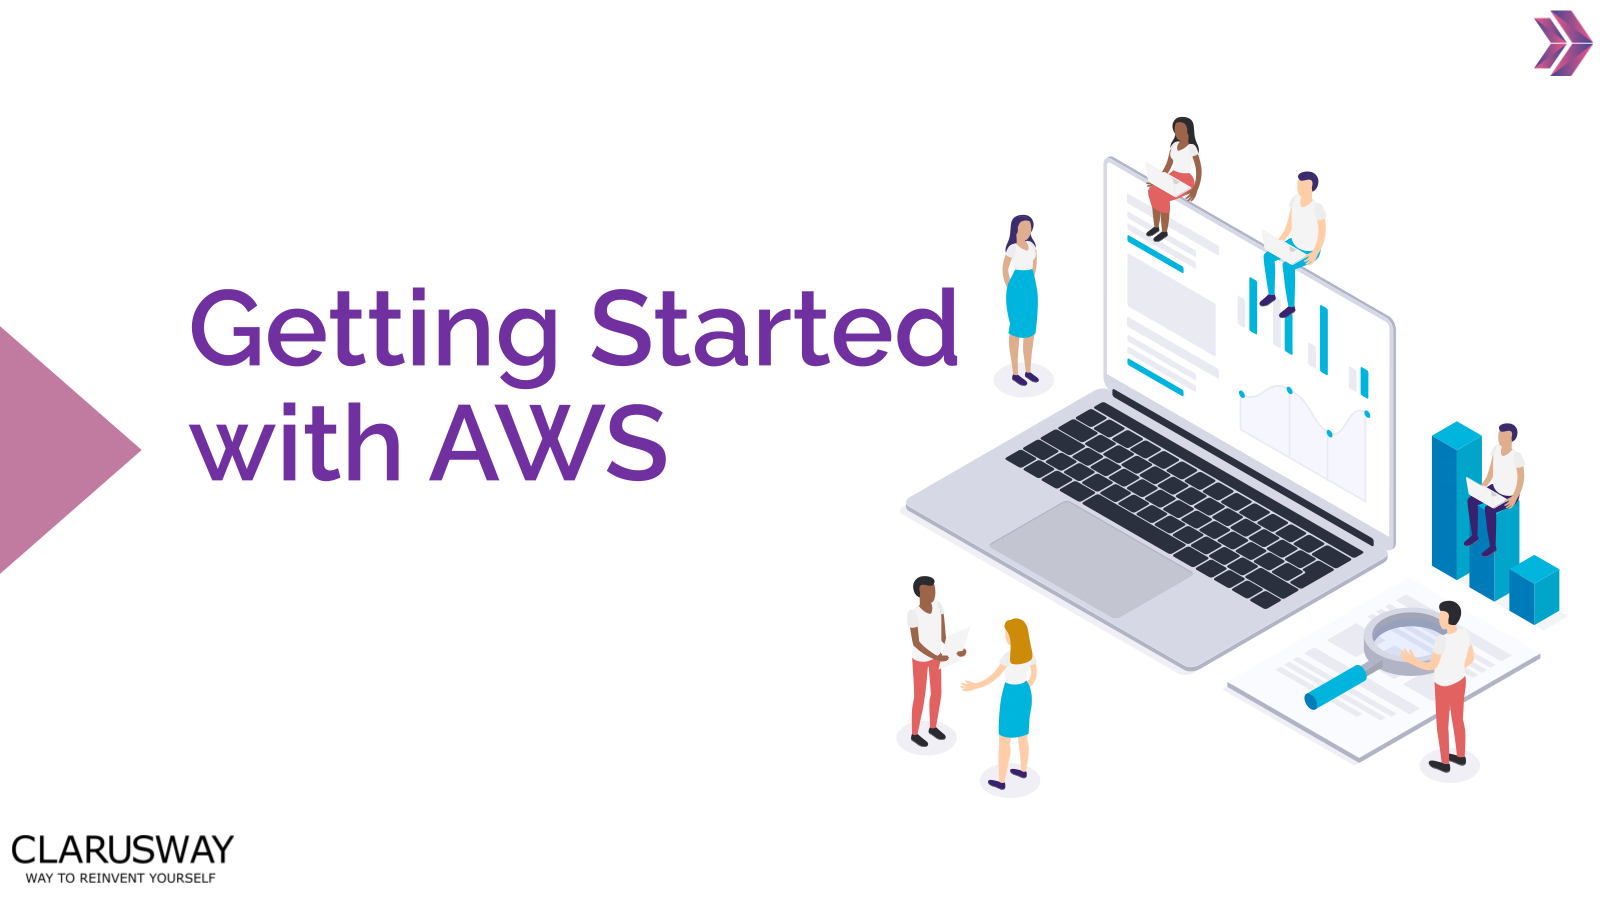 Getting Started
with AWS
CLARUSWAY
WAY TO REINVENT YOURSELF